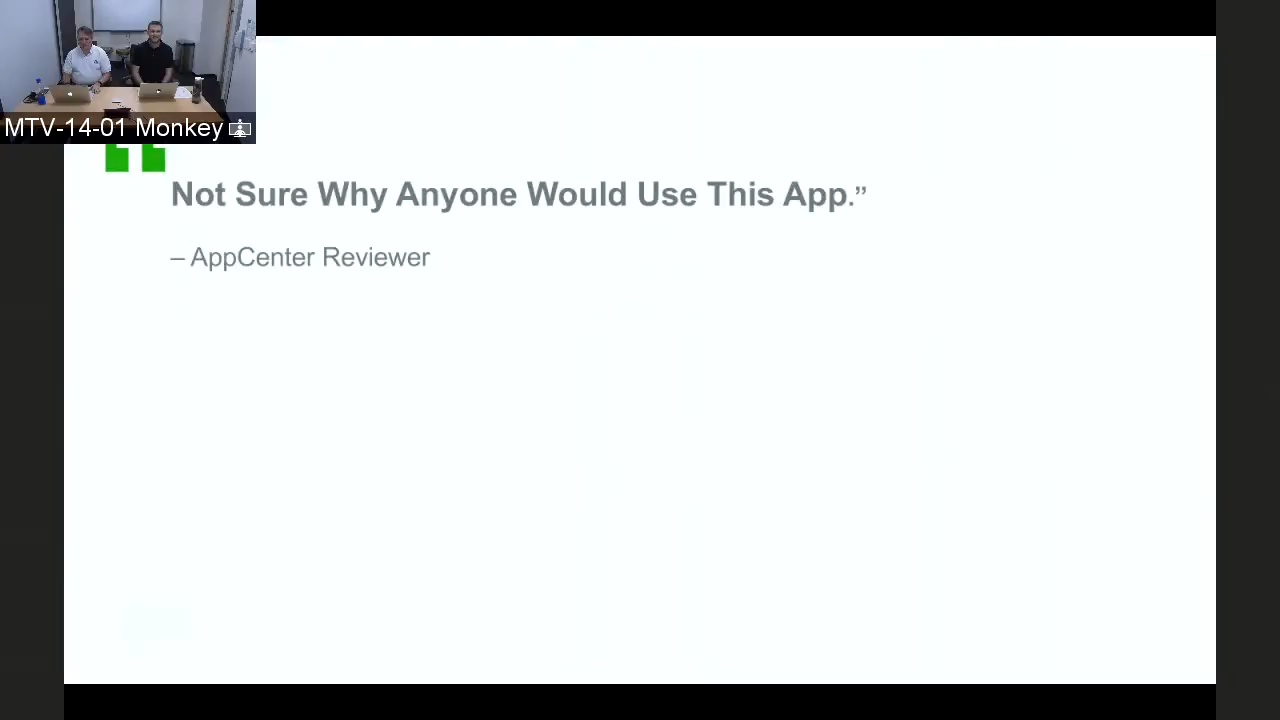 MTV-14-01 Monkey
Not Sure Why Anyone Would Use This App.”
– AppCenter Reviewer